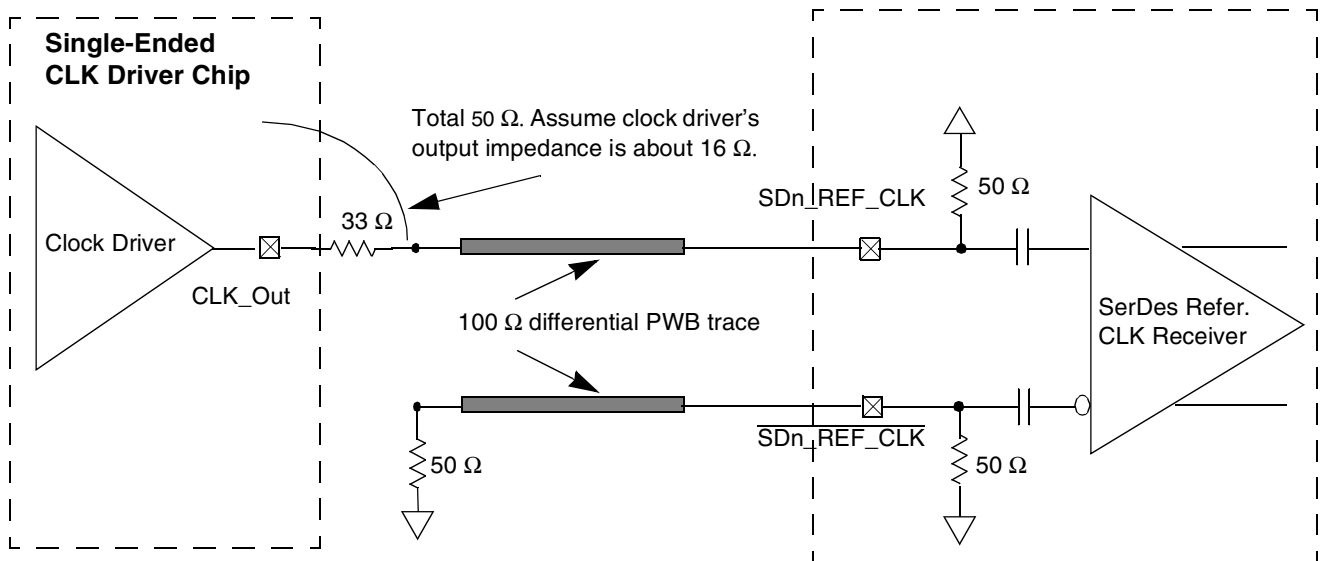 Single-Ended
CLK Driver Chip
Total 50 Ω. Assume clock driver's
output impedance is about 16 Ω.
SDn_REF_CLK
50 Ω
33 Ω
Clock Driver
CLK_Out
100 Ω differential PWB trace
SerDes Refer.
CLK Receiver
SDn_REF_CLK
50 Ω
50 Ω